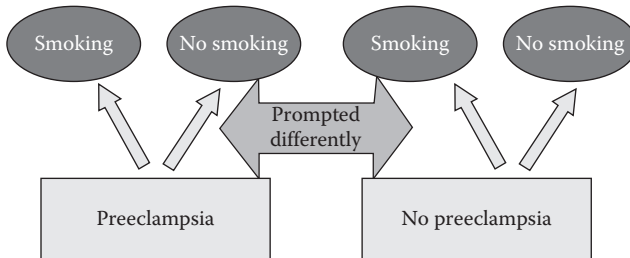 Smoking
No smoking
Smoking
No smoking
Prompted
differently
Preeclampsia
No preeclampsia